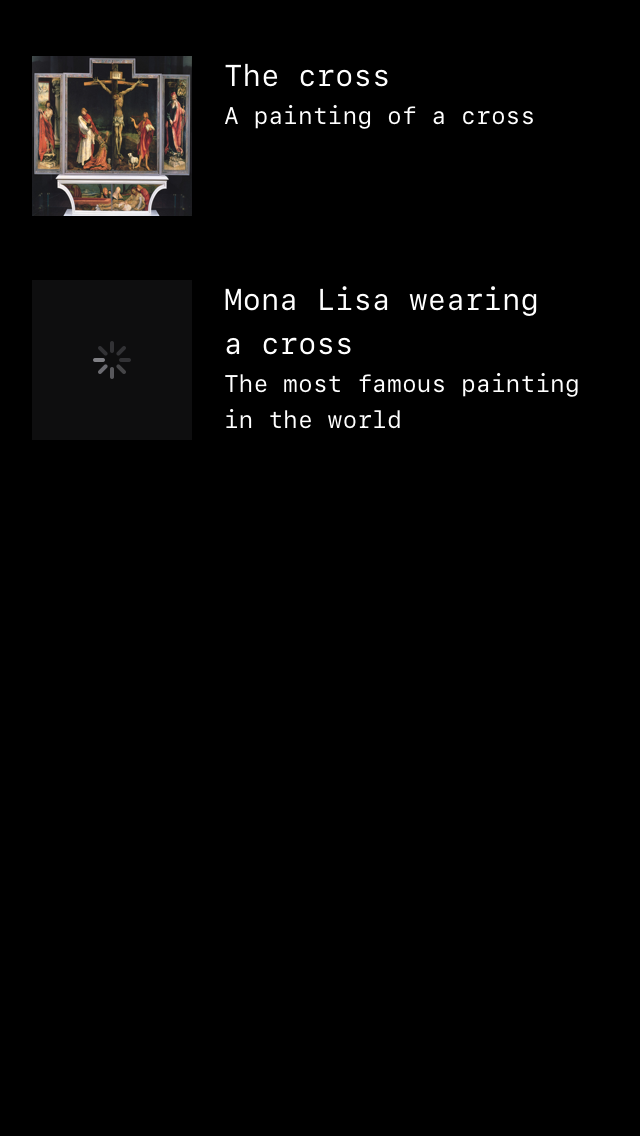 The cross
A painting of a cross
Mona Lisa wearing
a cross
The most famous painting
in the world